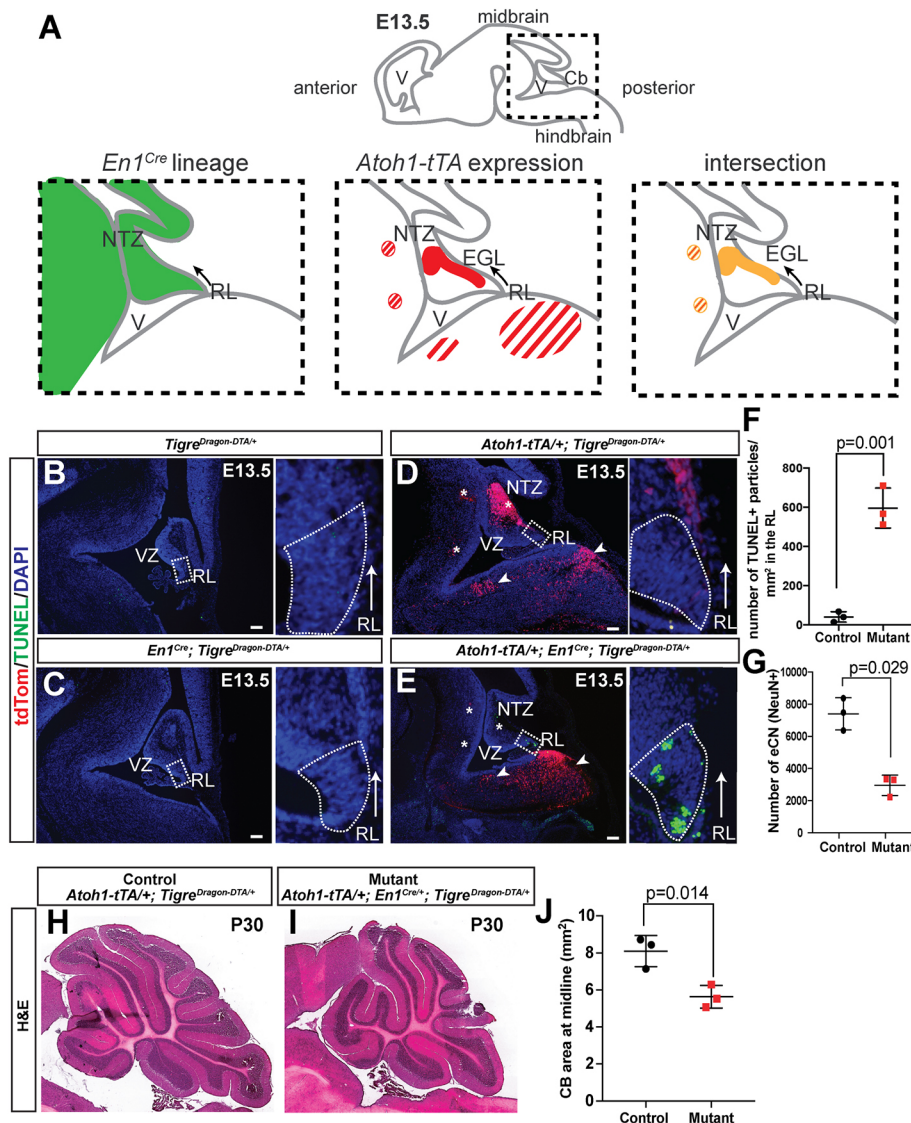 A
E13.5
midbrain
anterior
V
V
Cb
posterior
hindbrain
En1Cre lineage
Atoh1-tTA expression
intersection
NTZ
RL
V
NTZ
EGL
RL
V
NTZ
EGL
RL
V
tdTom/TUNEL/DAPI
TigreDragon-DTA/+
B
E13.5
VZ
RL
RL
Atoh1-tTA/+; TigreDragon-DTA/+
D
E13.5
NTZ
*
*
*
VZ
RL
RL
En1Cre; TigreDragon-DTA/+
C
E13.5
VZ
RL
RL
Atoh1-tTA/+; En1Cre; TigreDragon-DTA/+
E
E13.5
NTZ
*
*
*
VZ
RL
RL
F
p=0.001
number of TUNEL+ particles/
mm2 in the RL
800
600
400
200
0
Control Mutant
G
p=0.029
Number of eCN (NeuN+)
10000
8000
6000
4000
2000
0
Control Mutant
H&E
Control
Atoh1-tTA/+; TigreDragon-DTA/+
H
P30
Mutant
Atoh1-tTA/+; En1Cre/+; TigreDragon-DTA/+
I
P30
J
p=0.014
CB area at midline (mm2)
10
8
6
4
2
0
Control Mutant